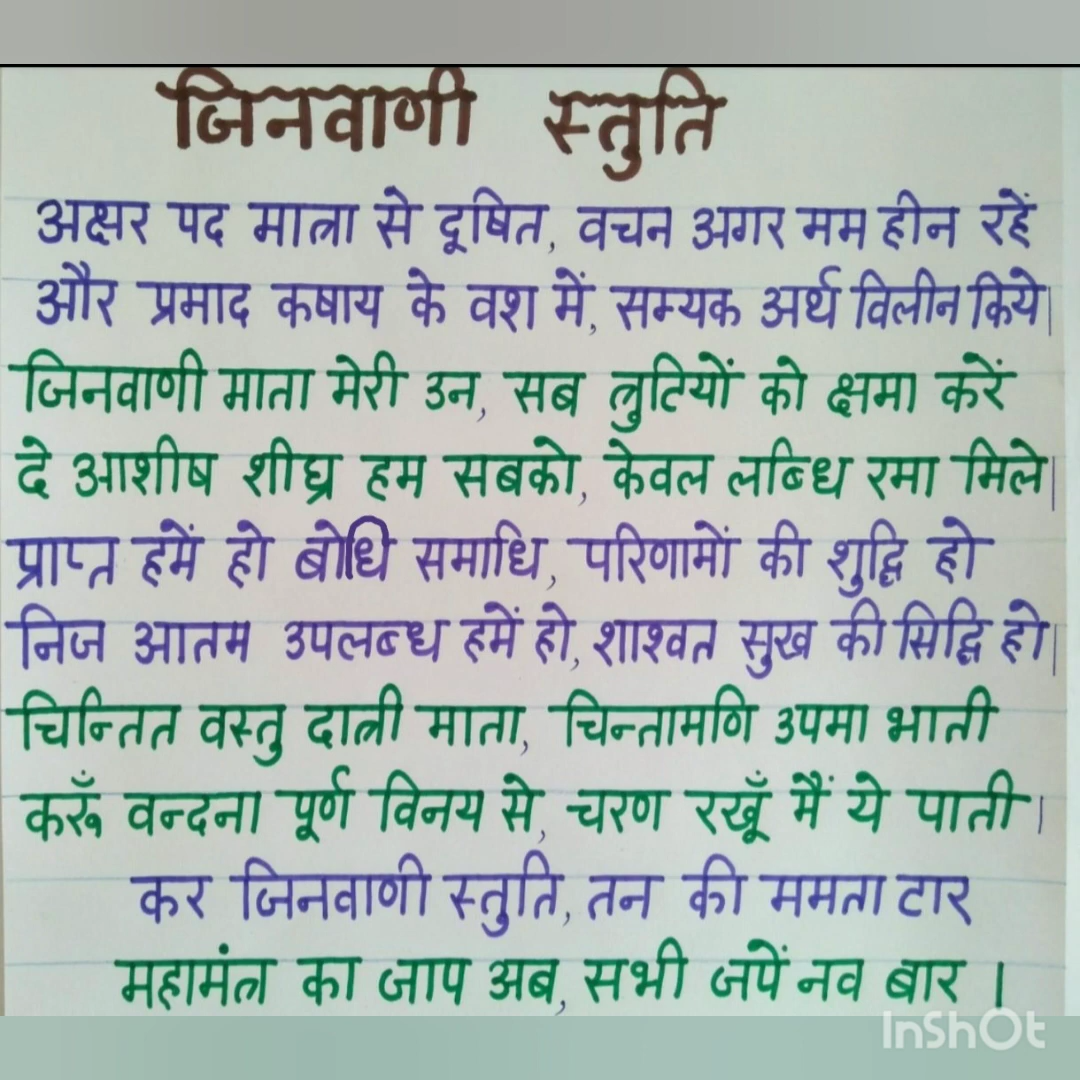 जिनवाणी स्तुति
अक्षर पद मात्रा से दूषित, वचन अगर मम हीन रहें
और प्रमाद कषाय के वश में, सम्यक अर्थ विलीन किये।
जिनवाणी माता मेरी उन, सब त्रुटियों को क्षमा करें
दे आशीष शीघ्र हम सबको, केवल लब्धि रमा मिले।
प्राप्त हमें हो बोधि समाधि, परिणामों की शुद्धि हो
निज आतम उपलब्ध हमें हो, शाश्वत सुख की सिद्धि हो।
चिन्तित वस्तु दात्री माता, चिन्तामणि उपमा भाती
करूँ वन्दना पूर्ण विनय से, चरण रखूँ मैं ये पाती।
कर जिनवाणी स्तुति, तन की ममता टार
महामंत्र का जाप अब, सभी जपें नव बार ।
InShOt